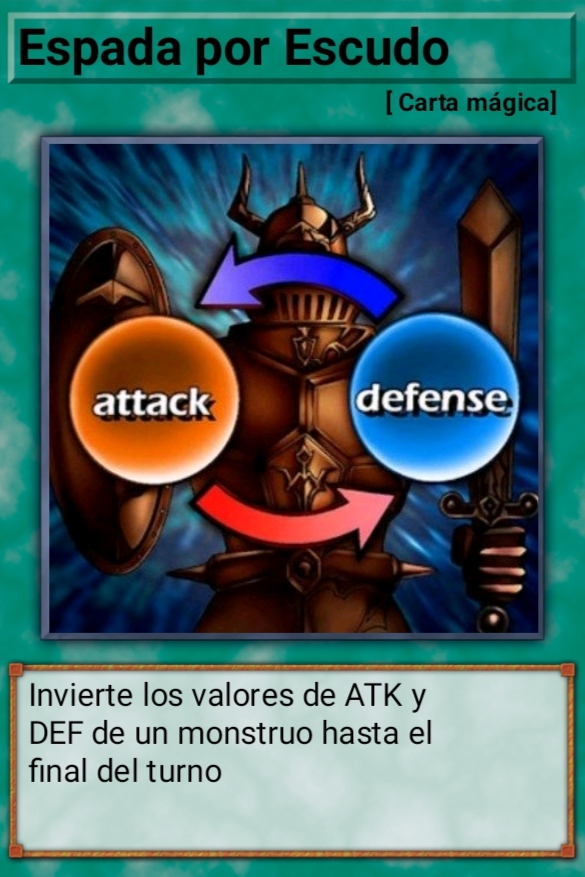 Espada por Escudo
[ Carta mágica]
attack
defense
Invierte los valores de ATK y
DEF de un monstruo hasta el
final del turno